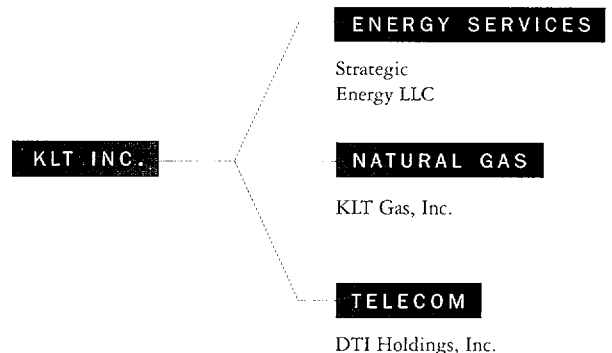 ENERGY SERVICES
Strategic
Energy LLC
KLT INC.
NATURAL GAS
KLT Gas, Inc.
TELECOM
DTI Holdings, Inc.